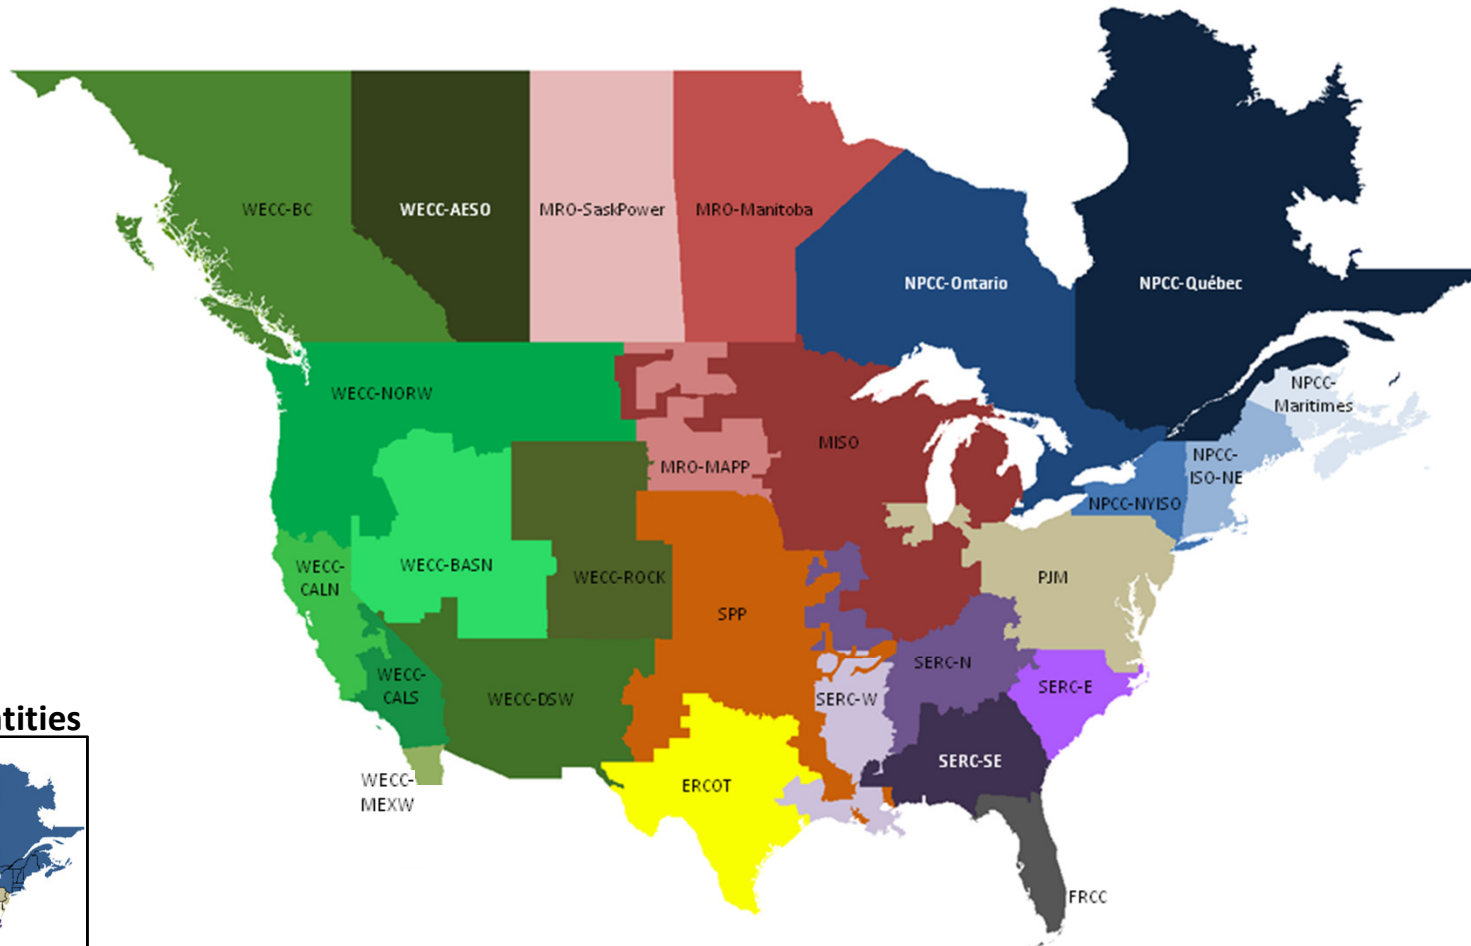 WECC-BC
WECC-AESO
MRO-SaskPower
MRO-Manitoba
NPCC-Ontario
NPCC-Québec
WECC-NORW
NPCC-
Maritimes
MISO
MRO-MAPP
NPCC-
ISO-NE
NPCC-NYISO
WECC-
CALN
WECC-BASN
WECC-ROCK
PJM
SPP
SERC-N
WECC-
CALS
WECC-DSW
SERC-W
SERC-E
tities
SERC-SE
WECC-
MEXW
ERCOT
FRCC